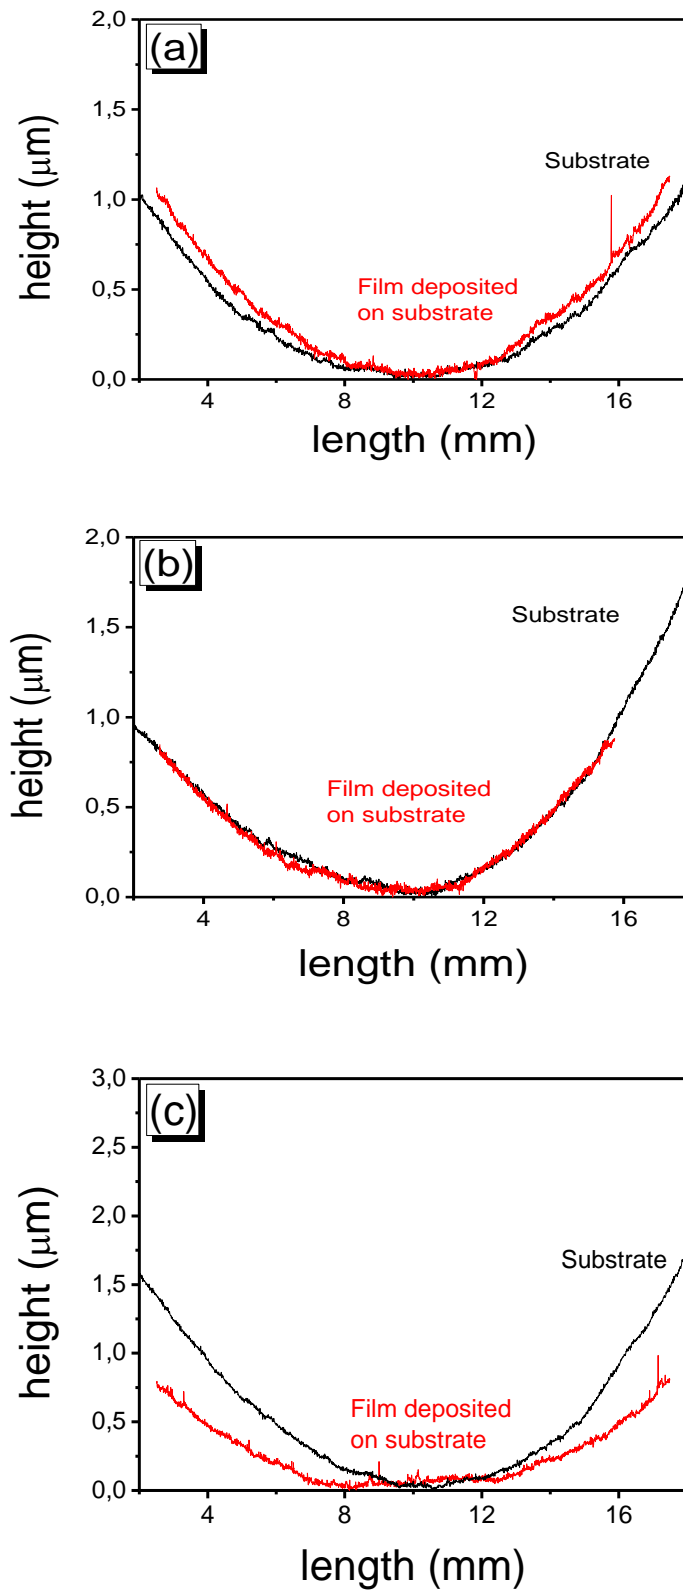 (a)
2,0
1,5
1,0
0,5
0,0
height (μm)
Substrate
Film deposited
on substrate
4 8 12 16
length (mm)
(b)
2,0
1,5
1,0
0,5
0,0
height (μm)
Substrate
Film deposited
on substrate
4 8 12 16
length (mm)
(c)
3,0
2,5
2,0
1,5
1,0
0,5
0,0
height (μm)
Substrate
Film deposited
on substrate
4 8 12 16
length (mm)